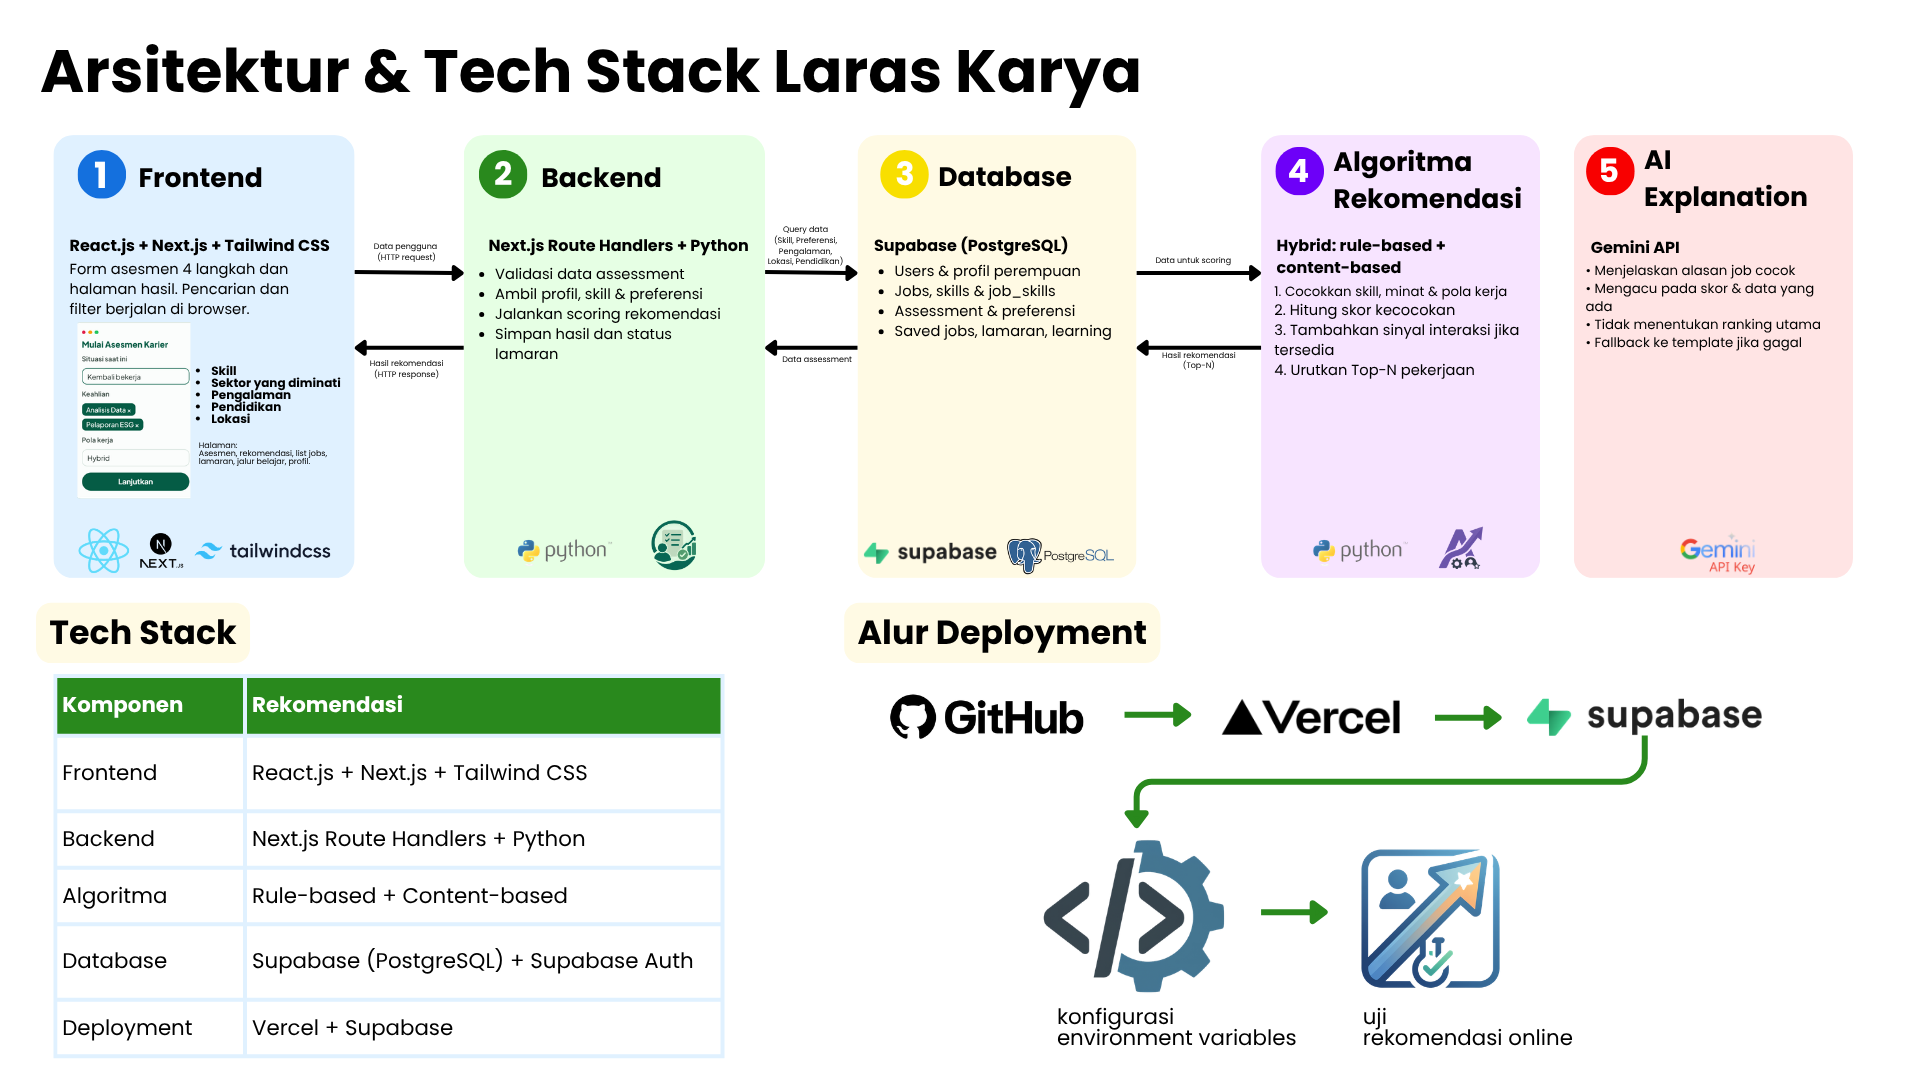 Arsitektur & Tech Stack Laras Karya
1
Frontend
React.js + Next.js + Tailwind CSS
Form asesmen 4 langkah dan
halaman hasil. Pencarian dan
filter berjalan di browser.
Mulai Asesmen Karier
Situasi saat ini
Kembali bekerja
Keahlian
Analisis Data ×
Pelaporan ESG ×
Pola kerja
Hybrid
Lanjutkan
• Skill
• Sektor yang diminati
• Pengalaman
• Pendidikan
• Lokasi
Halaman:
Asesmen, rekomendasi, list jobs,
lamaran, jalur belajar, profil.
NEXT.JS
tailwindcss
Data pengguna
(HTTP request)
Hasil rekomendasi
(HTTP response)
2
Backend
Next.js Route Handlers + Python
• Validasi data assessment
• Ambil profil, skill & preferensi
• Jalankan scoring rekomendasi
• Simpan hasil dan status
lamaran
python™
Query data
(Skill, Preferensi,
Pengalaman,
Lokasi, Pendidikan)
Data assessment
3
Database
Supabase (PostgreSQL)
• Users & profil perempuan
• Jobs, skills & job_skills
• Assessment & preferensi
• Saved jobs, lamaran, learning
supabase
PostgreSQL
Data untuk scoring
Hasil rekomendasi
(Top-N)
4
Algoritma
Rekomendasi
Hybrid: rule-based +
content-based
1. Cocokkan skill, minat & pola kerja
2. Hitung skor kecocokan
3. Tambahkan sinyal interaksi jika
tersedia
4. Urutkan Top-N pekerjaan
python™
5
AI
Explanation
Gemini API
• Menjelaskan alasan job cocok
• Mengacu pada skor & data yang
ada
• Tidak menentukan ranking utama
• Fallback ke template jika gagal
Gemini
API Key
Tech Stack
Komponen Rekomendasi
Frontend React.js + Next.js + Tailwind CSS
Backend Next.js Route Handlers + Python
Algoritma Rule-based + Content-based
Database Supabase (PostgreSQL) + Supabase Auth
Deployment Vercel + Supabase
Alur Deployment
GitHub
Vercel
supabase
konfigurasi
environment variables
uji
rekomendasi online